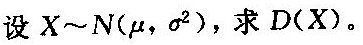 设 X~N(μ, σ²), 求 D(X)。